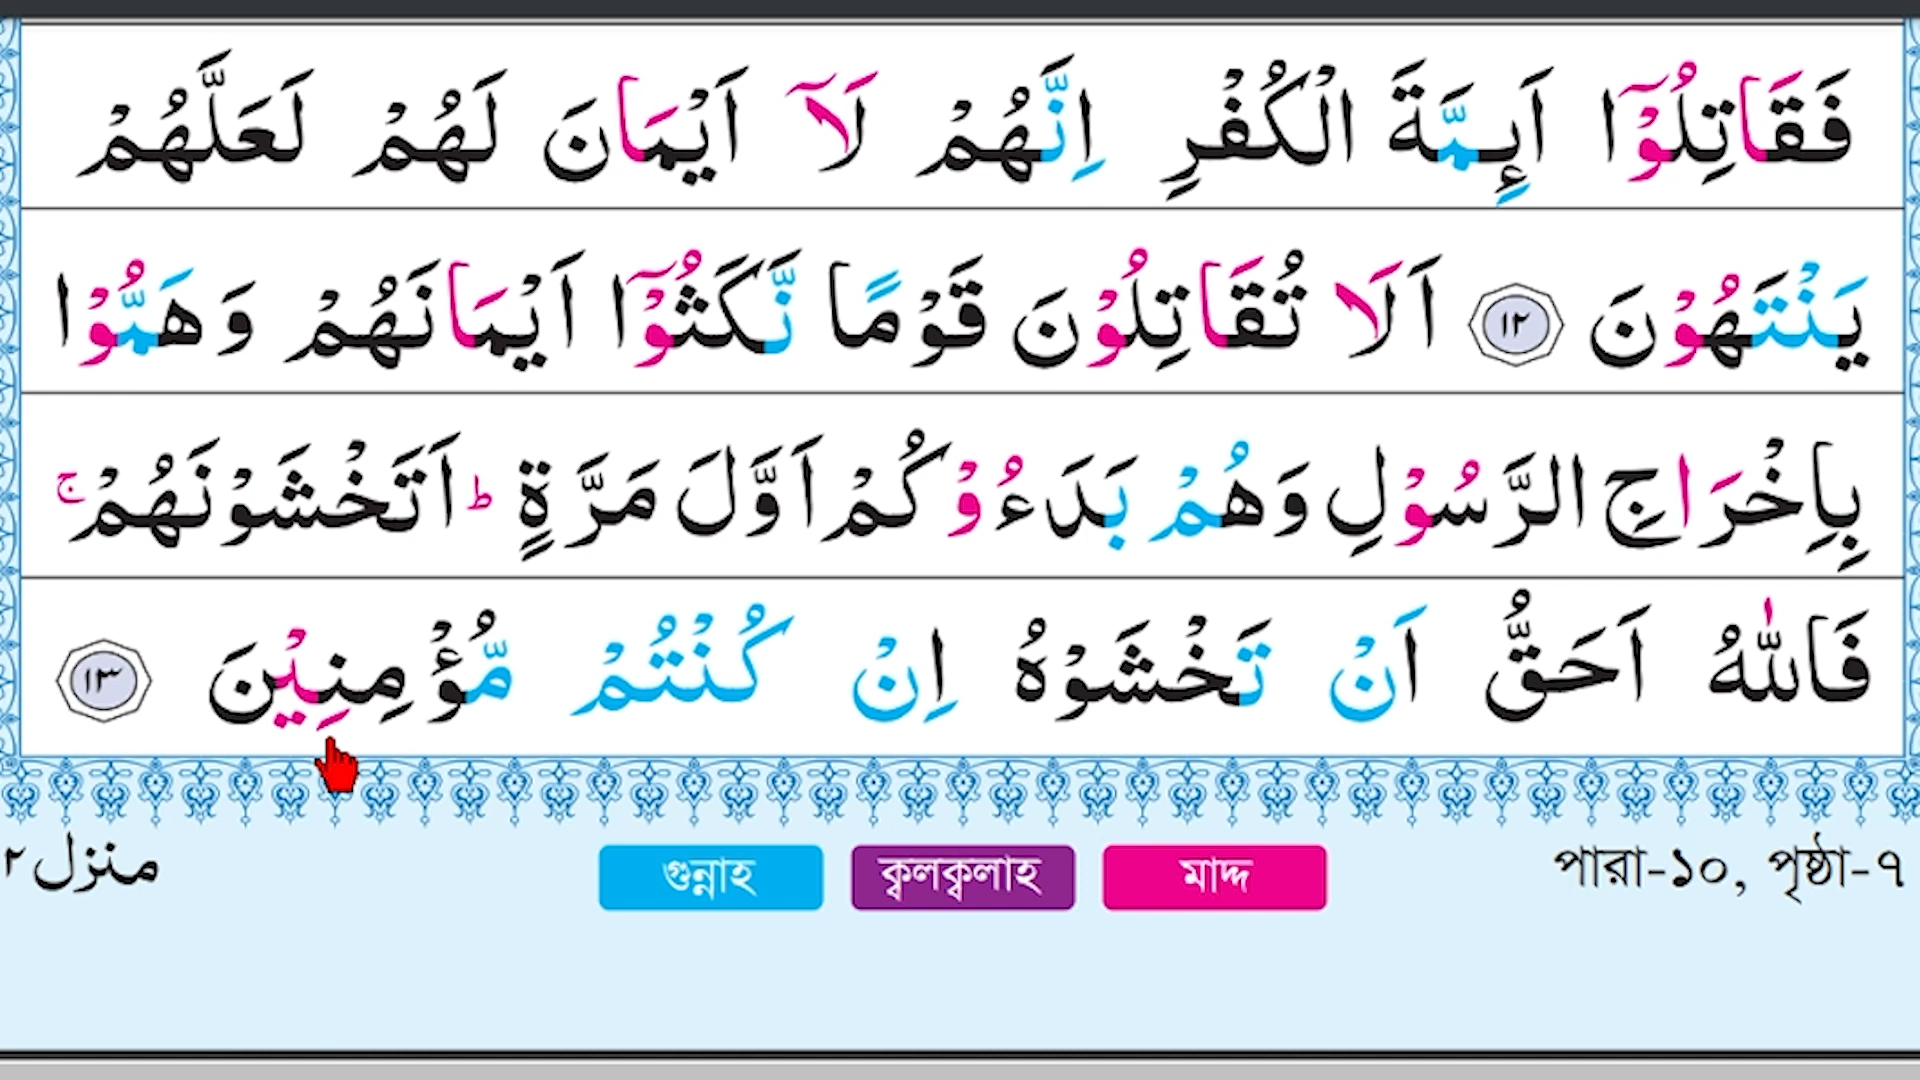 فَقَاتِلُوْۤا اَئِمَّةَ الْكُفْرِ اِنَّهُمْ لَاۤ اَيْمَانَ لَهُمْ لَعَلَّهُمْ
يَنْتَهُوْنَ ١٢ اَلَا تُقَاتِلُوْنَ قَوْمًا نَّكَثُوْۤا اَيْمَانَهُمْ وَهَمُّوْا
بِاِخْرَاجِ الرَّسُوْلِ وَهُمْ بَدَءُوْكُمْ اَوَّلَ مَرَّةٍ ؕ اَتَخْشَوْنَهُمْ ۚ
فَاللّٰهُ اَحَقُّ اَنْ تَخْشَوْهُ اِنْ كُنْتُمْ مُّؤْمِنِيْنَ ١٣
منزل ٢ গুন্নাহ ক্বলক্বলাহ মাদ্দ পারা-১০, পৃষ্ঠা-৭